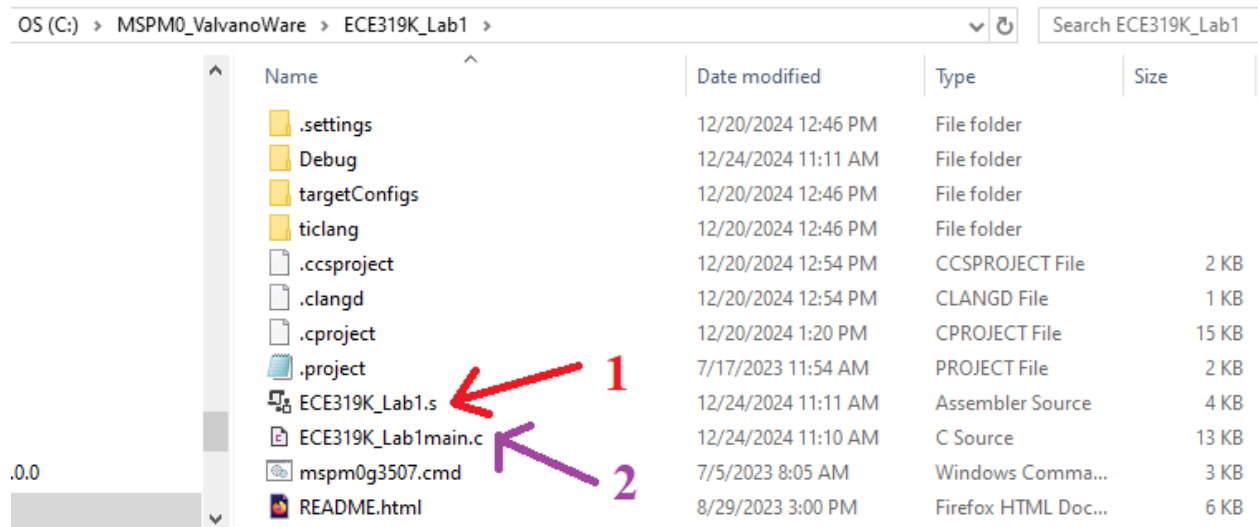 OS (C:) > MSPM0_ValvanoWare > ECE319K_Lab1 > Search ECE319K_Lab1
Name Date modified Type Size
.settings 12/20/2024 12:46 PM File folder
Debug 12/24/2024 11:11 AM File folder
targetConfigs 12/20/2024 12:46 PM File folder
ticlang 12/20/2024 12:46 PM File folder
.ccsproject 12/20/2024 12:54 PM CCSPROJECT File 2 KB
.clangd 12/20/2024 12:54 PM CLANGD File 1 KB
.cproject 12/20/2024 1:20 PM CPROJECT File 15 KB
.project 7/17/2023 11:54 AM PROJECT File 2 KB
1
ECE319K_Lab1.s 12/24/2024 11:11 AM Assembler Source 4 KB
ECE319K_Lab1main.c 12/24/2024 11:10 AM C Source 13 KB
.0.0 mspm0g3507.cmd 7/5/2023 8:05 AM Windows Comma... 3 KB
2
README.html 8/29/2023 3:00 PM Firefox HTML Doc... 6 KB